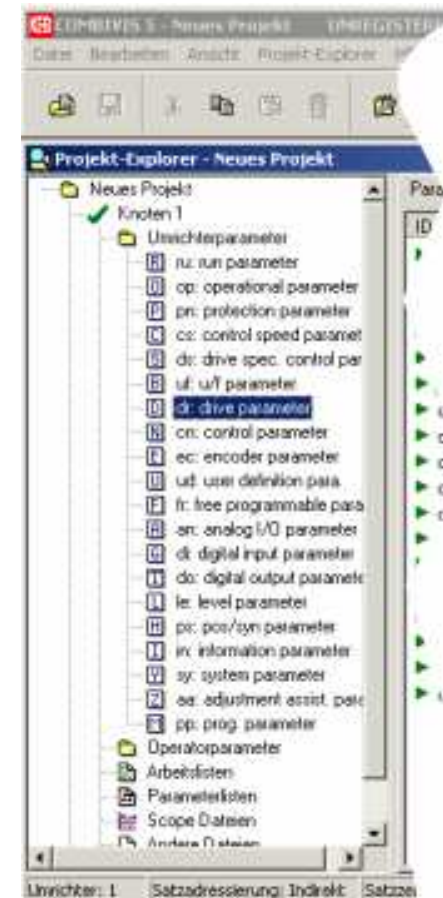 COMBIVIS 5 - Neues Projekt UNREGISTER
Datei Bearbeiten Ansicht Projekt-Explorer
Projekt-Explorer - Neues Projekt
Neues Projekt
Knoten 1
Umrichterparameter
R ru: run parameter
O op: operational parameter
P pn: protection parameter
C cs: control speed paramet
S ds: drive spec. control par
B uf: u/f parameter
D dr: drive parameter
N cn: control parameter
E ec: encoder parameter
U ud: user definition para.
F fr: free programmable para
A an: analog I/O parameter
G di: digital input parameter
T do: digital output paramete
L le: level parameter
H ps: pos/syn parameter
I in: information parameter
Y sy: system parameter
Z aa: adjustment assist. para
M pp: prog. parameter
Operatorparameter
Arbeitslisten
Parameterlisten
Scope Dateien
Andere Dateien
Para
ID
Umrichter: 1 Satzadressierung: Indirekt Satzze